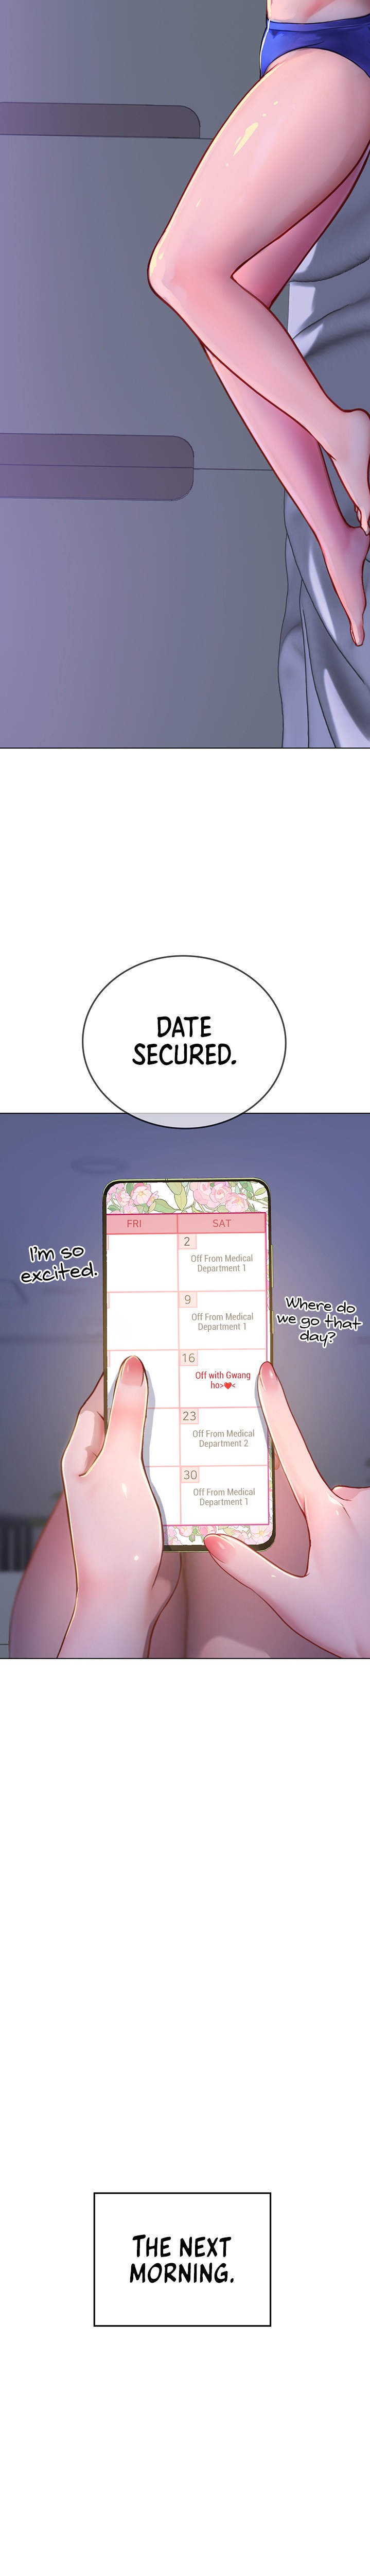 DATE
SECURED.
I'm so
excited.
FRI
SAT
2
Off From Medical
Department 1
Where do
we go that
day?
9
Off From Medical
Department 1
16
Off with Gwang
ho>♥<
23
Off From Medical
Department 2
30
Off From Medical
Department 1
THE NEXT
MORNING.